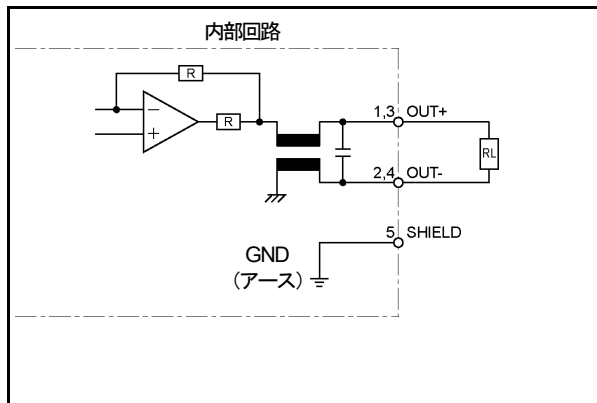 内部回路
R
R
1,3 OUT+
RL
2,4 OUT-
5 SHIELD
GND
(アース)